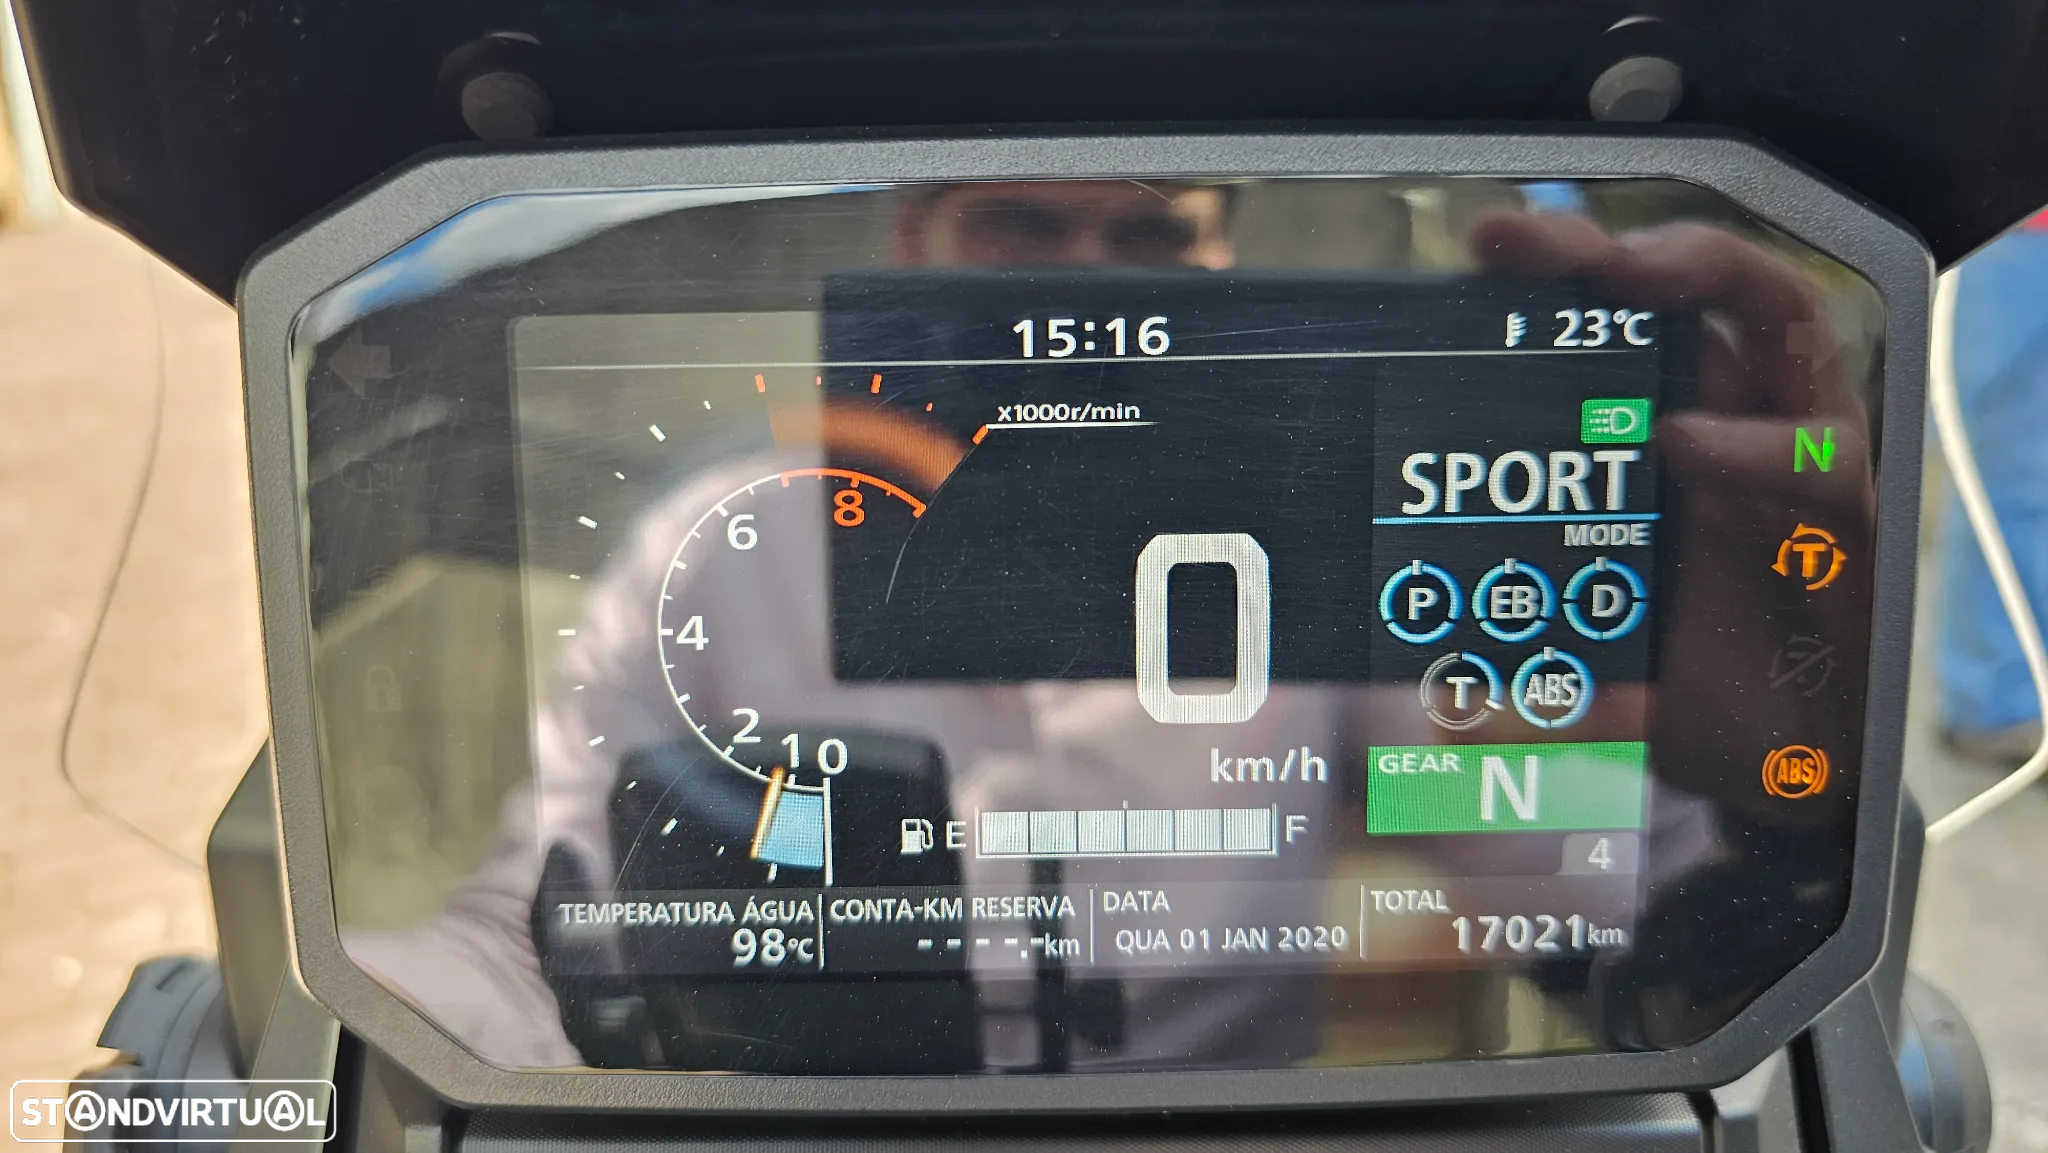 15:16
23°C
x1000r/min
8
6
4
2
1 0
SPORT
MODE
P EB D
T ABS
N
T
ABS
0
km/h
GEAR N
4
E F
TEMPERATURA ÁGUA
98°C
CONTA-KM RESERVA
----.-km
DATA
QUA 01 JAN 2020
TOTAL
17021km
STANDVIRTUAL